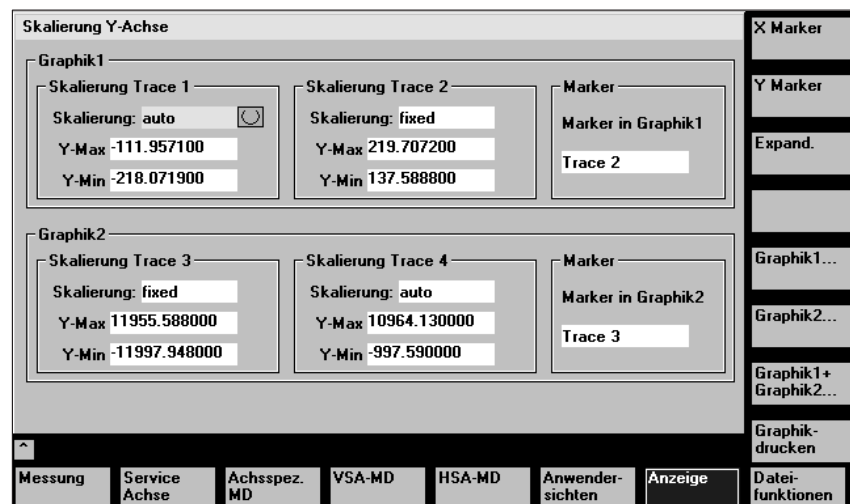 Skalierung Y-Achse
Graphik1
Skalierung Trace 1
Skalierung: auto
Y-Max -111.957100
Y-Min -218.071900
Skalierung Trace 2
Skalierung: fixed
Y-Max 219.707200
Y-Min 137.588800
Marker
Marker in Graphik1
Trace 2
Graphik2
Skalierung Trace 3
Skalierung: fixed
Y-Max 11955.588000
Y-Min -11997.948000
Skalierung Trace 4
Skalierung: auto
Y-Max 10964.130000
Y-Min -997.590000
Marker
Marker in Graphik2
Trace 3
X Marker
Y Marker
Expand.
Graphik1...
Graphik2...
Graphik1+
Graphik2...
Graphik-
drucken
^
Messung
Service
Achse
Achsspez.
MD
VSA-MD
HSA-MD
Anwender-
sichten
Anzeige
Datei-
funktionen